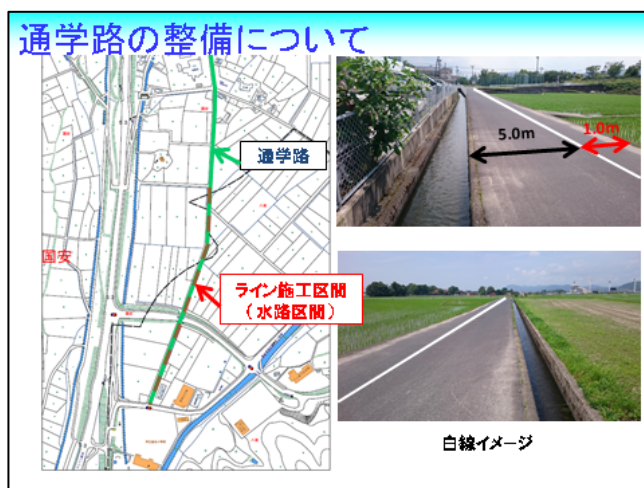 通学路の整備について
通学路
国安
ライン施工区間
（水路区間）
5.0m
1.0m
白線イメージ